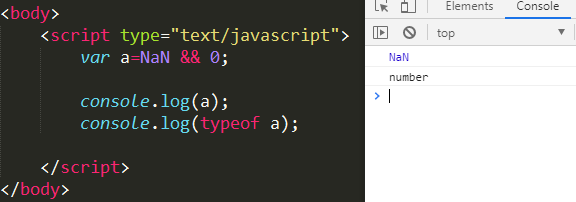 <body>
<script type="text/javascript">
var a=NaN && 0;
console.log(a);
console.log(typeof a);
</script>
</body>
Elements Console
top
NaN
number
>